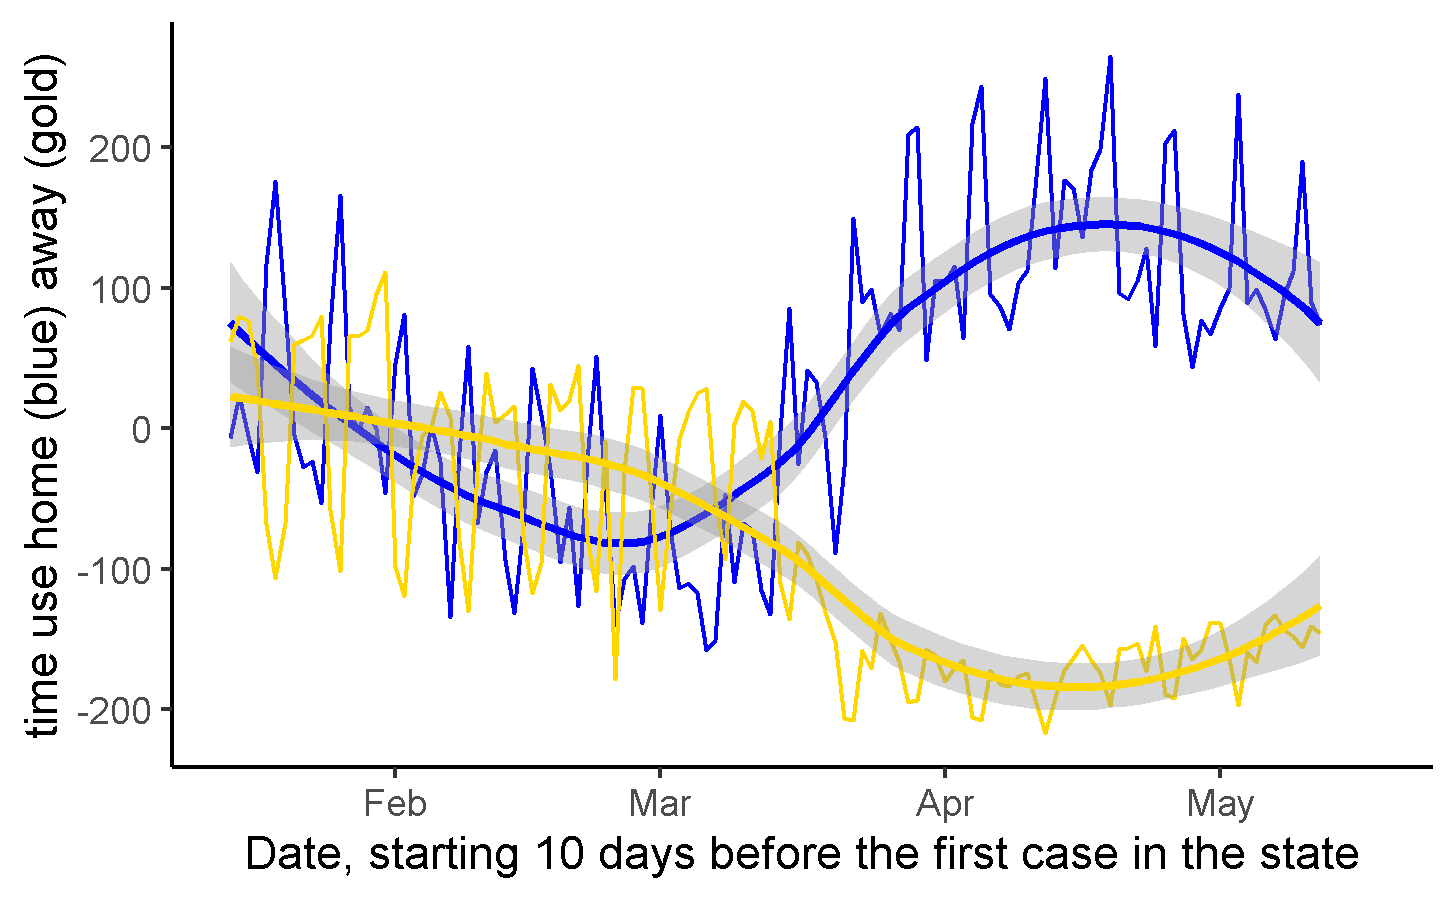 time use home (blue) away (gold)
200
100
0
-100
-200
Feb Mar Apr May
Date, starting 10 days before the first case in the state